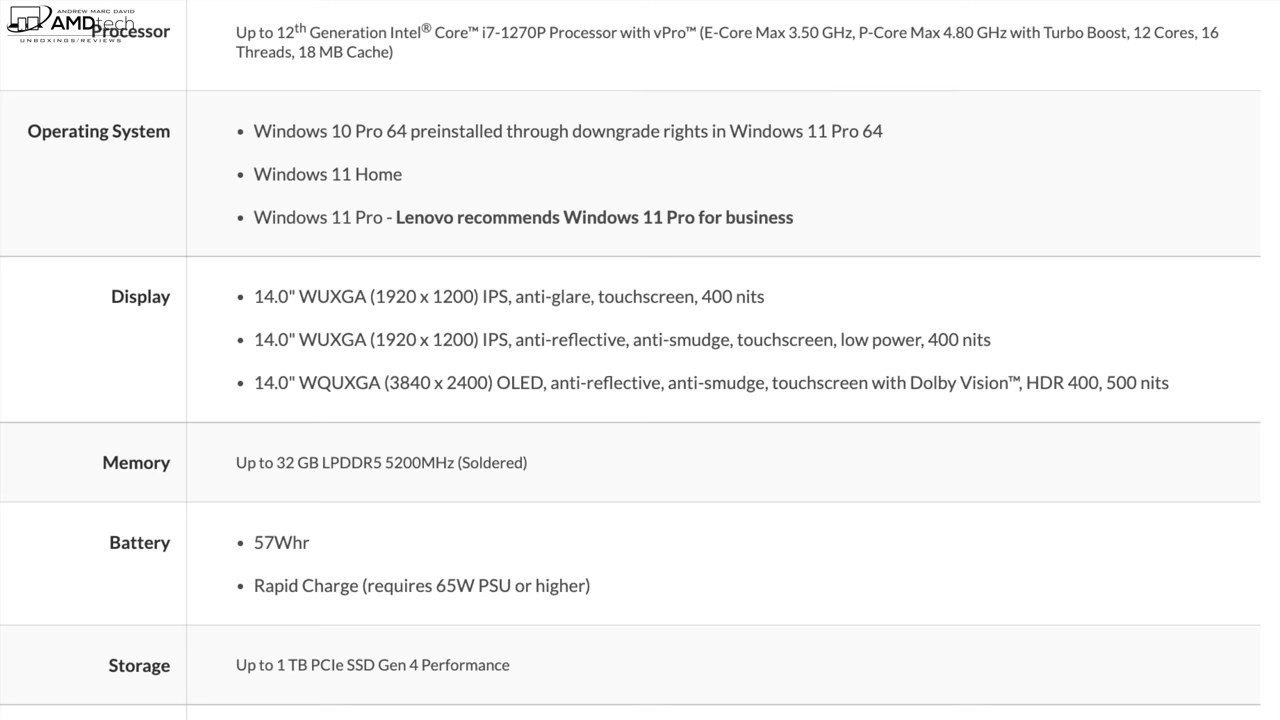 ANDREW MARC DAVID
AMDtech
UNBOXINGS/REVIEWS
Processor
Up to 12th Generation Intel® Core™ i7-1270P Processor with vPro™ (E-Core Max 3.50 GHz, P-Core Max 4.80 GHz with Turbo Boost, 12 Cores, 16
Threads, 18 MB Cache)
Operating System
• Windows 10 Pro 64 preinstalled through downgrade rights in Windows 11 Pro 64
• Windows 11 Home
• Windows 11 Pro - Lenovo recommends Windows 11 Pro for business
Display
• 14.0" WUXGA (1920 x 1200) IPS, anti-glare, touchscreen, 400 nits
• 14.0" WUXGA (1920 x 1200) IPS, anti-reflective, anti-smudge, touchscreen, low power, 400 nits
• 14.0" WQUXGA (3840 x 2400) OLED, anti-reflective, anti-smudge, touchscreen with Dolby Vision™, HDR 400, 500 nits
Memory
Up to 32 GB LPDDR5 5200MHz (Soldered)
Battery
• 57Whr
• Rapid Charge (requires 65W PSU or higher)
Storage
Up to 1 TB PCIe SSD Gen 4 Performance